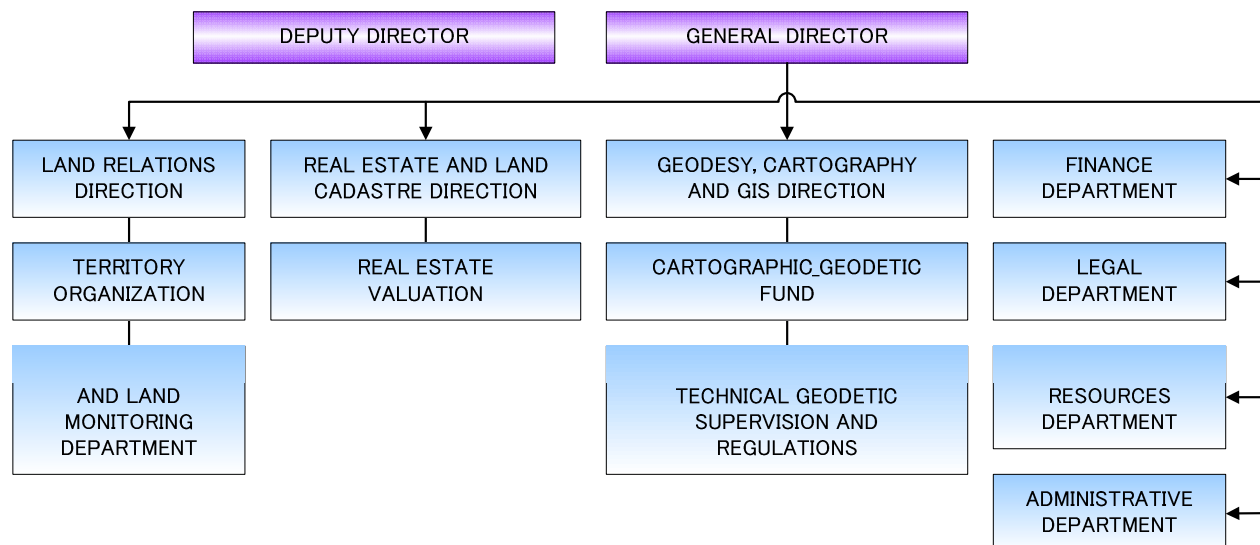 DEPUTY DIRECTOR
GENERAL DIRECTOR
LAND RELATIONS
DIRECTION
REAL ESTATE AND LAND
CADASTRE DIRECTION
GEODESY, CARTOGRAPHY
AND GIS DIRECTION
FINANCE
DEPARTMENT
TERRITORY
ORGANIZATION
REAL ESTATE
VALUATION
CARTOGRAPHIC_GEODETIC
FUND
LEGAL
DEPARTMENT
AND LAND
MONITORING
DEPARTMENT
TECHNICAL GEODETIC
SUPERVISION AND
REGULATIONS
RESOURCES
DEPARTMENT
ADMINISTRATIVE
DEPARTMENT